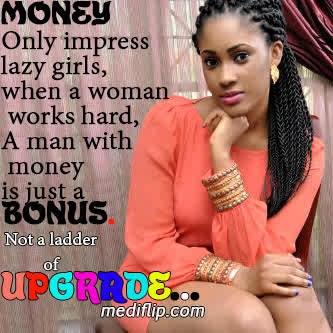 MONEY
Only impress
lazy girls,
when a woman
works hard,
A man with
money
is just a
BONUS.
Not a ladder
of
UPGRADE...
mediflip.com